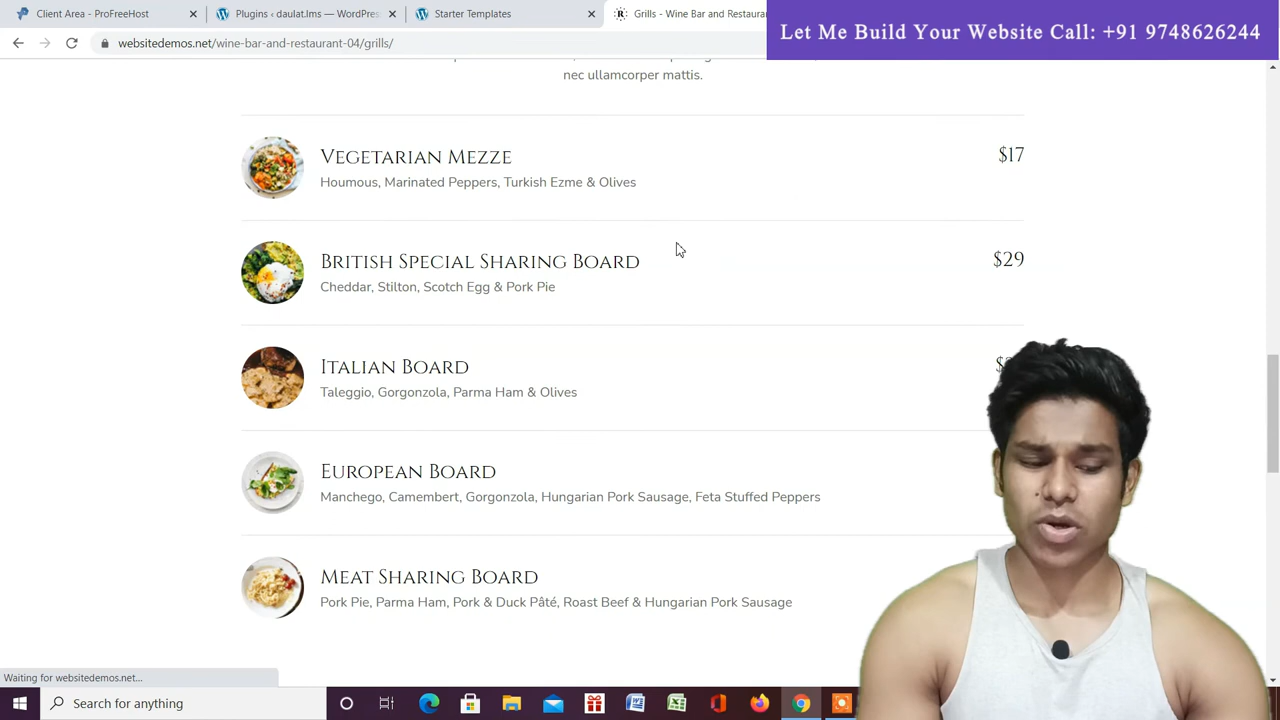 Client Area - ProFreeHost
Plugins ‹ daulat.lms — WordPress
Starter Templates
Grills - Wine Bar and Restaurant
Let Me Build Your Website Call: +91 9748626244
websitedemos.net/wine-bar-and-restaurant-04/grills/
nec ullamcorper mattis.
Vegetarian Mezze
$17
Houmous, Marinated Peppers, Turkish Ezme & Olives
British Special Sharing Board
$29
Cheddar, Stilton, Scotch Egg & Pork Pie
Italian Board
Taleggio, Gorgonzola, Parma Ham & Olives
European Board
Manchego, Camembert, Gorgonzola, Hungarian Pork Sausage, Feta Stuffed Peppers
Meat Sharing Board
Pork Pie, Parma Ham, Pork & Duck Pâté, Roast Beef & Hungarian Pork Sausage
Waiting for websitedemos.net...
Search for anything